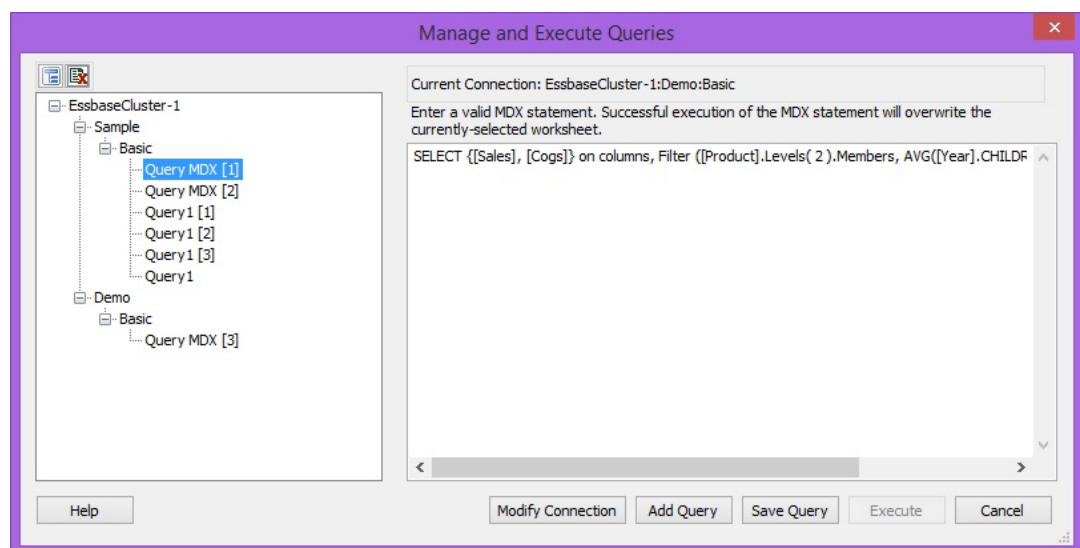 Manage and Execute Queries
EssbaseCluster-1
Sample
Basic
Query MDX [1]
Query MDX [2]
Query1 [1]
Query1 [2]
Query1 [3]
Query1
Demo
Basic
Query MDX [3]
Current Connection: EssbaseCluster-1:Demo:Basic
Enter a valid MDX statement. Successful execution of the MDX statement will overwrite the
currently-selected worksheet.
SELECT {[Sales], [Cogs]} on columns, Filter ([Product].Levels( 2 ).Members, AVG([Year].CHILDR
Help
Modify Connection
Add Query
Save Query
Execute
Cancel